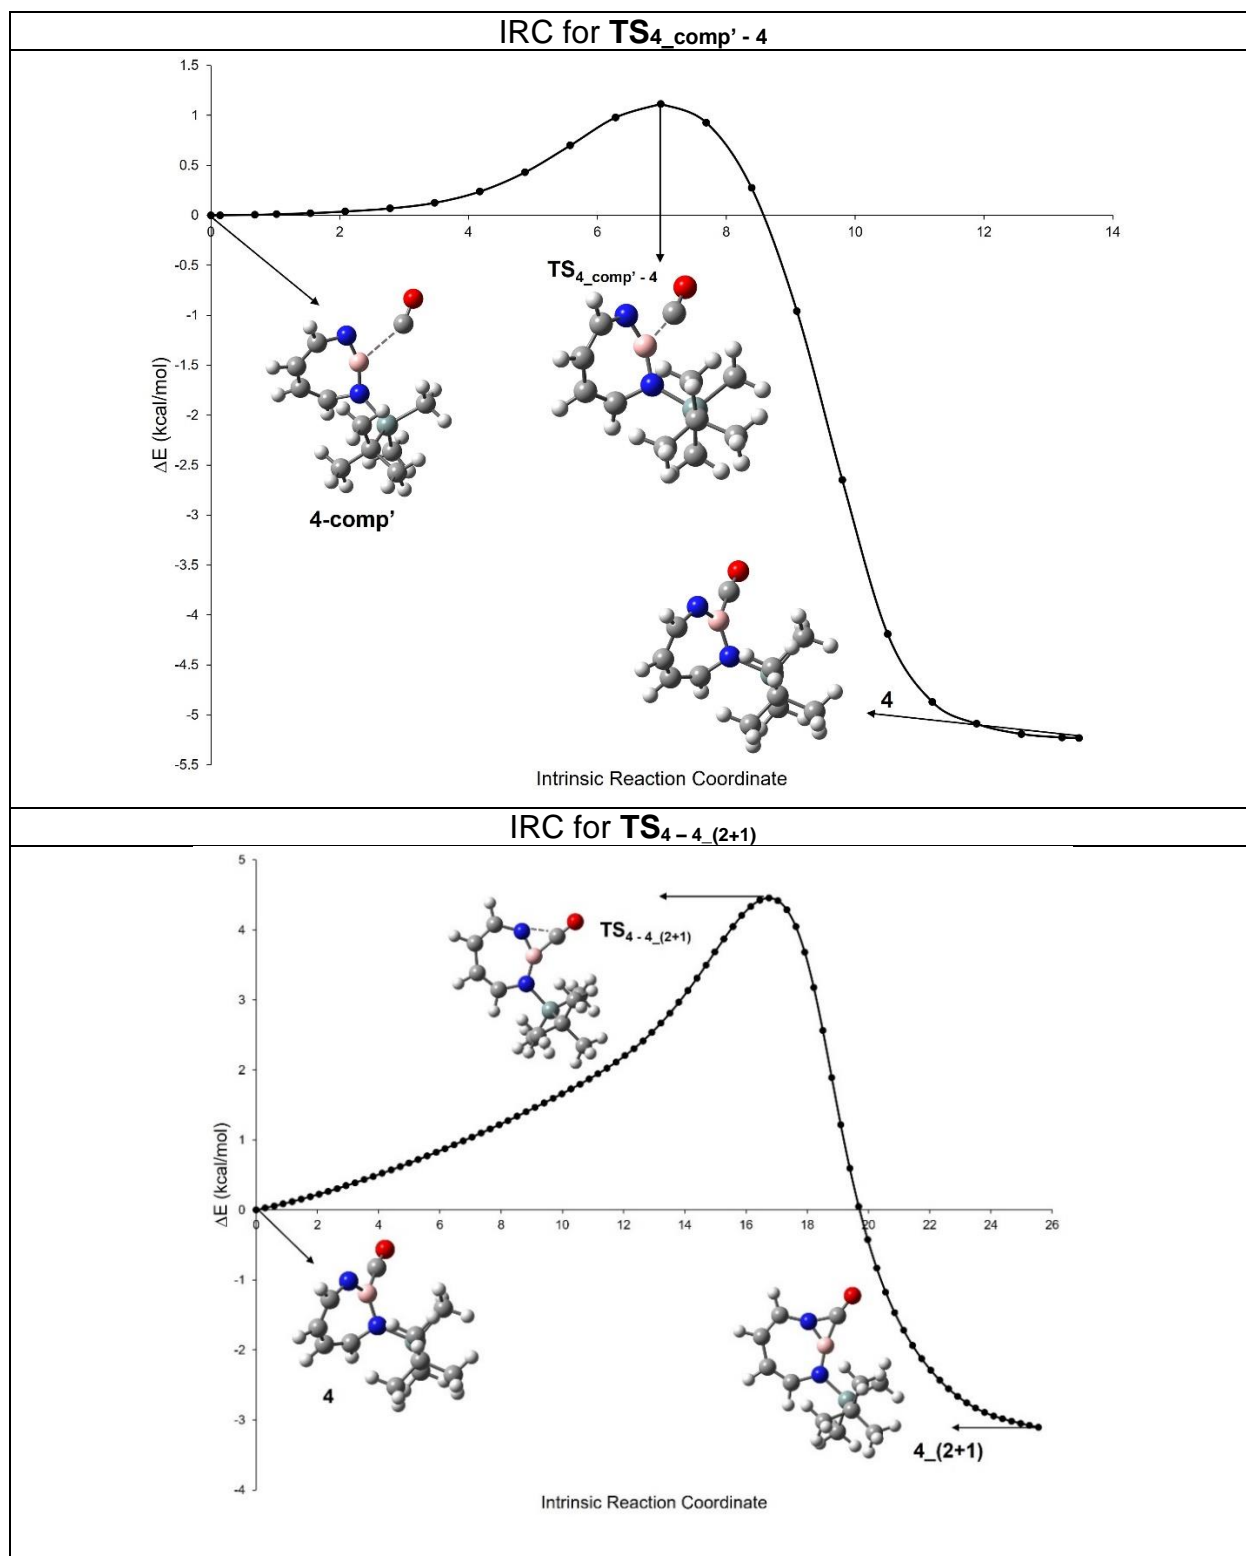 IRC for TS4_comp’ - 4
1.5
1
0.5
0
-0.5
-1
-1.5
-2
-2.5
-3
-3.5
-4
-4.5
-5
-5.5
0 2 4 6 8 10 12 14
ΔE (kcal/mol)
TS4_comp’ - 4
4-comp’
4
Intrinsic Reaction Coordinate
IRC for TS4 – 4_(2+1)
5
4
3
2
1
0
-1
-2
-3
-4
0 2 4 6 8 10 12 14 16 18 20 22 24 26
ΔE (kcal/mol)
TS4 - 4_(2+1)
4
4_(2+1)
Intrinsic Reaction Coordinate